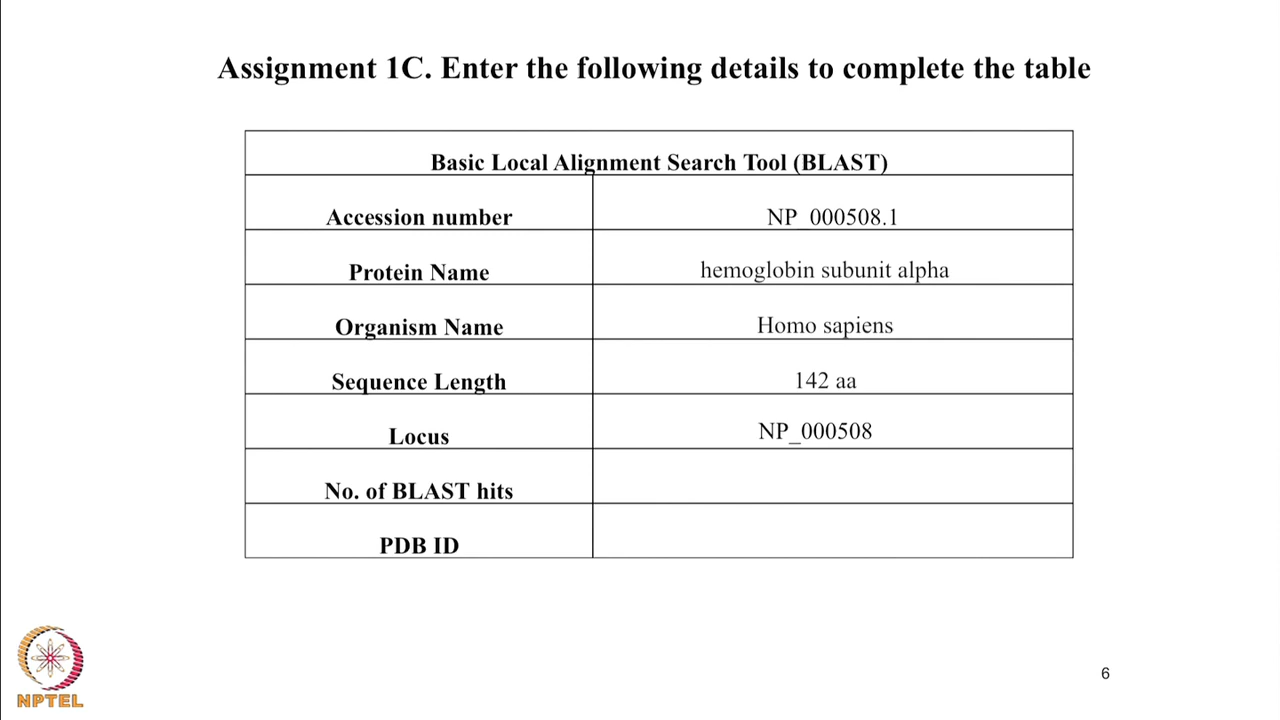 Assignment 1C. Enter the following details to complete the table
Basic Local Alignment Search Tool (BLAST)
Accession number NP_000508.1
Protein Name hemoglobin subunit alpha
Organism Name Homo sapiens
Sequence Length 142 aa
Locus NP_000508
No. of BLAST hits
PDB ID
NPTEL
6